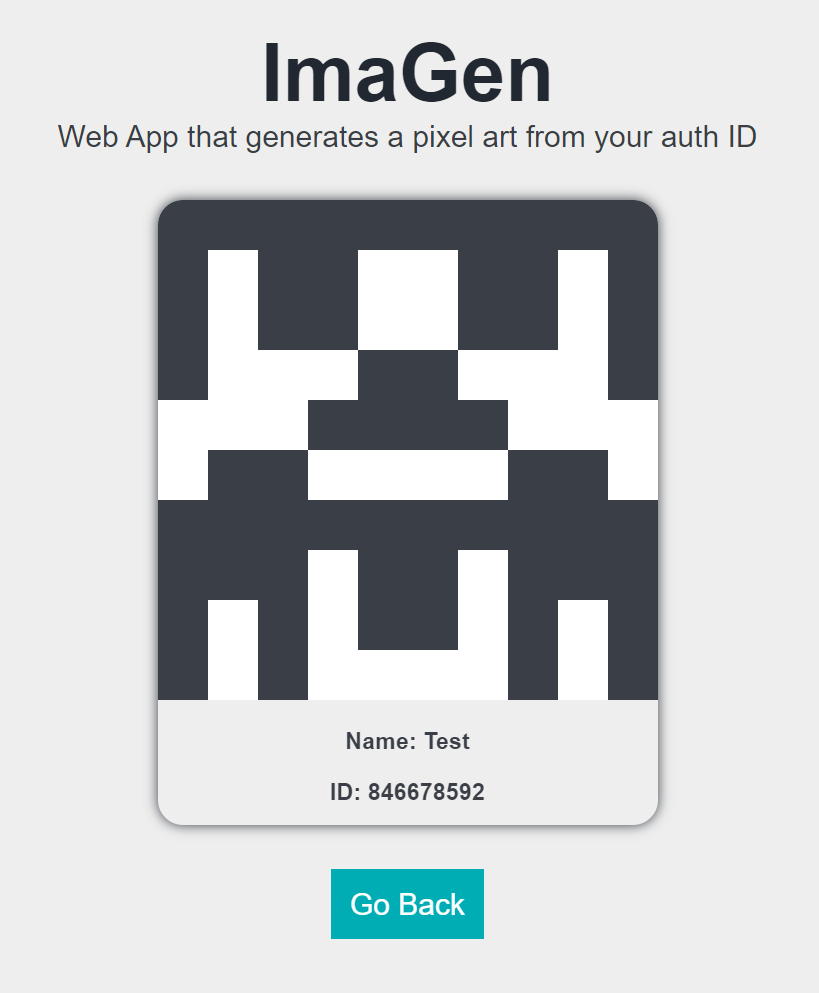 ImaGen
Web App that generates a pixel art from your auth ID
Name: Test
ID: 846678592
Go Back